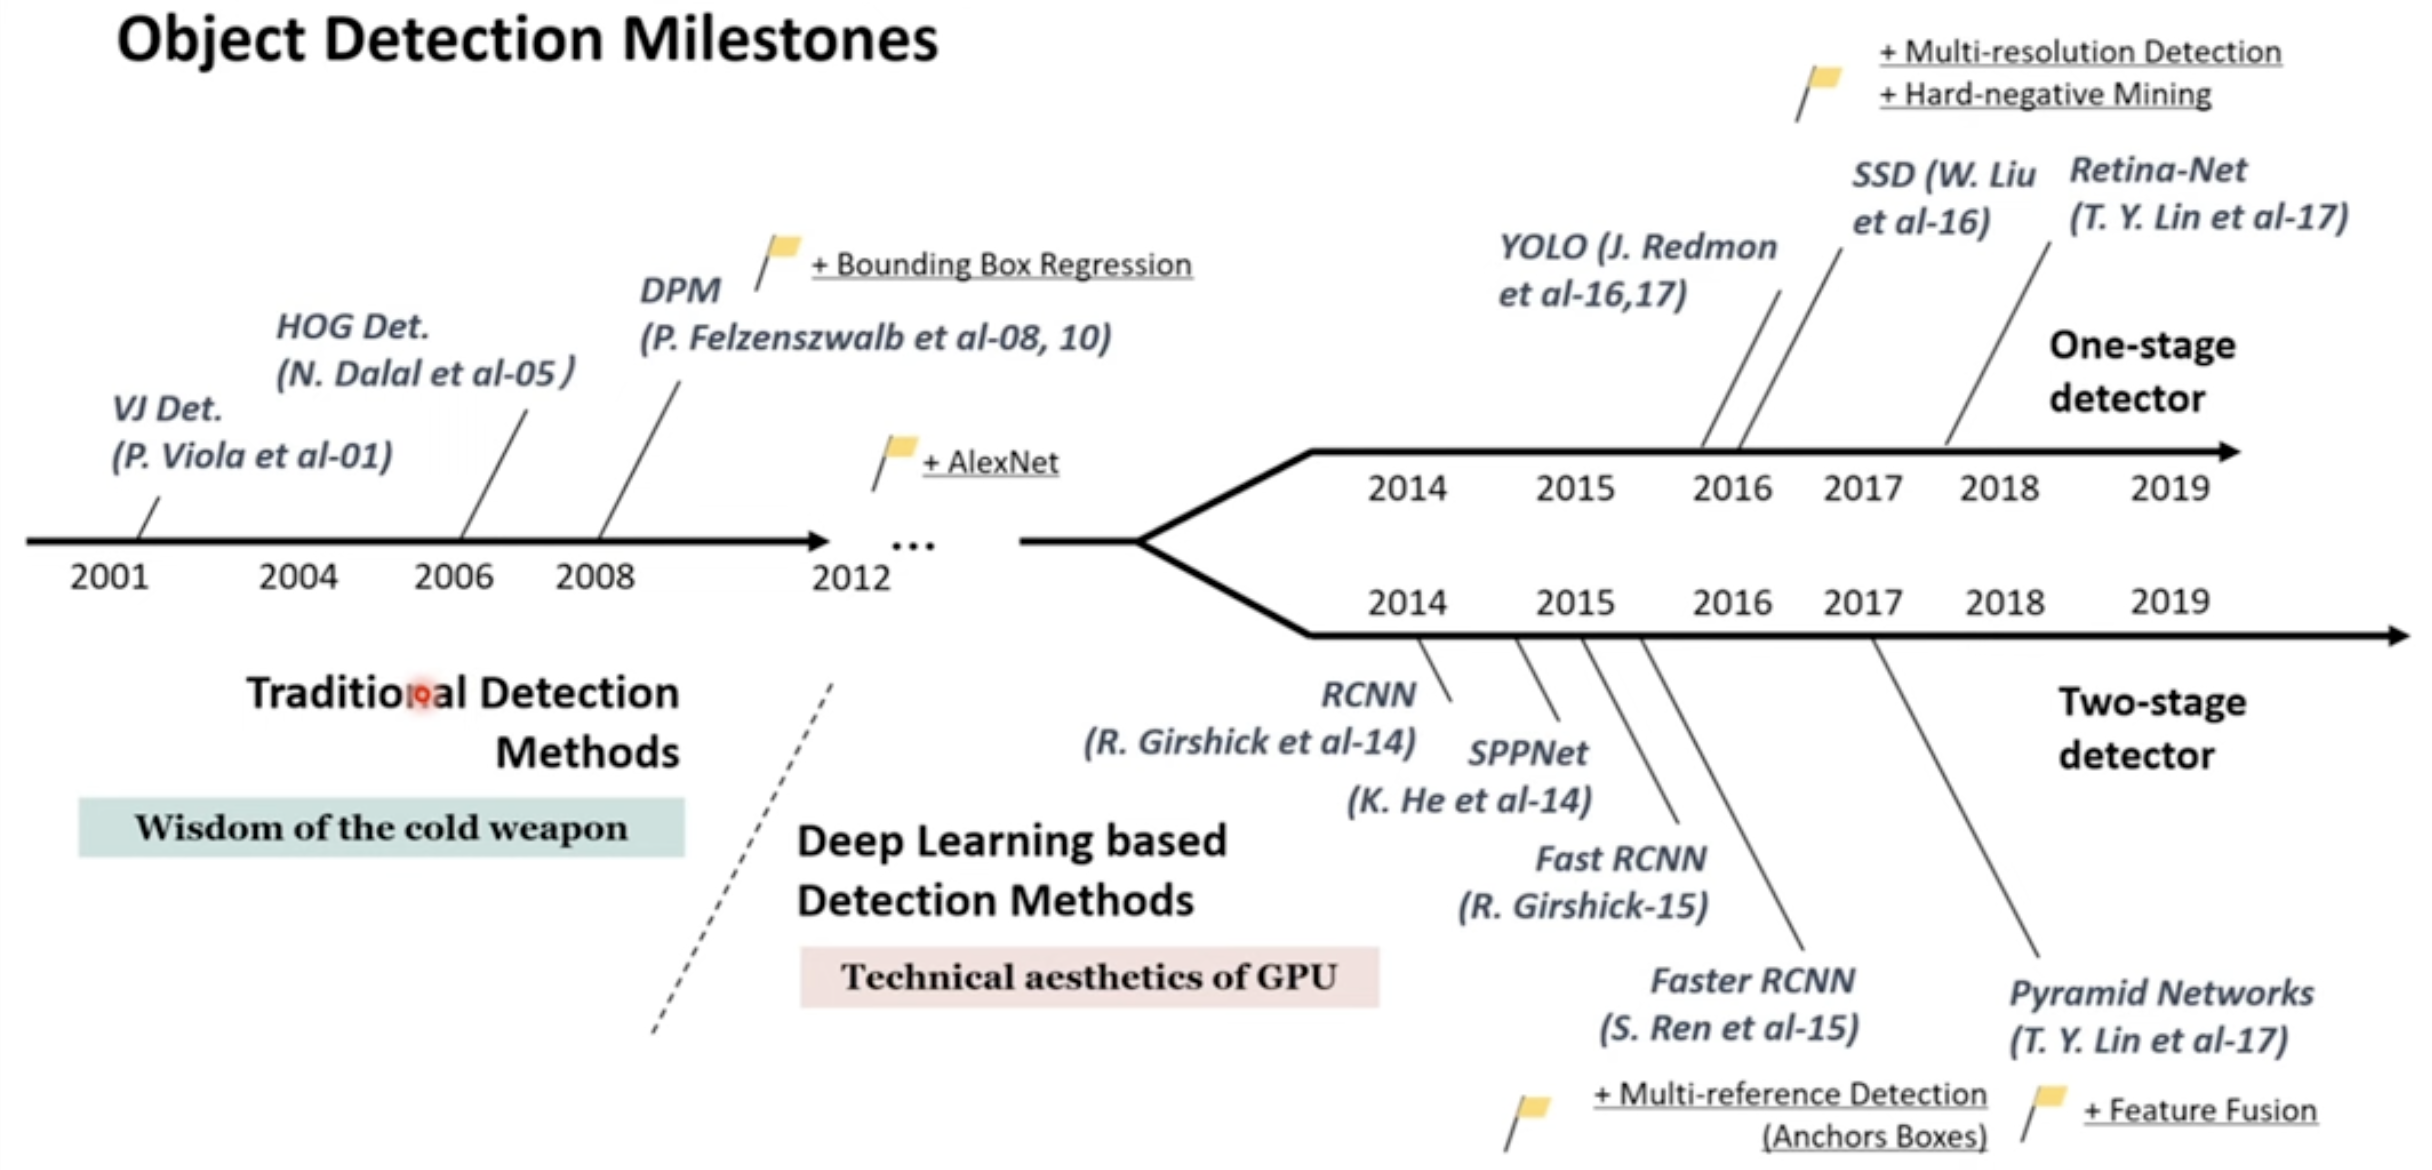 Object Detection Milestones
+ Multi-resolution Detection
+ Hard-negative Mining
SSD (W. Liu
et al-16)
Retina-Net
(T. Y. Lin et al-17)
YOLO (J. Redmon
et al-16,17)
+ Bounding Box Regression
DPM
(P. Felzenszwalb et al-08, 10)
HOG Det.
(N. Dalal et al-05)
VJ Det.
(P. Viola et al-01)
+ AlexNet
One-stage
detector
2014 2015 2016 2017 2018 2019
...
2001 2004 2006 2008 2012
2014 2015 2016 2017 2018 2019
Traditional Detection
Methods
Wisdom of the cold weapon
Deep Learning based
Detection Methods
Technical aesthetics of GPU
RCNN
(R. Girshick et al-14)
SPPNet
(K. He et al-14)
Fast RCNN
(R. Girshick-15)
Faster RCNN
(S. Ren et al-15)
Two-stage
detector
Pyramid Networks
(T. Y. Lin et al-17)
+ Multi-reference Detection
(Anchors Boxes)
+ Feature Fusion